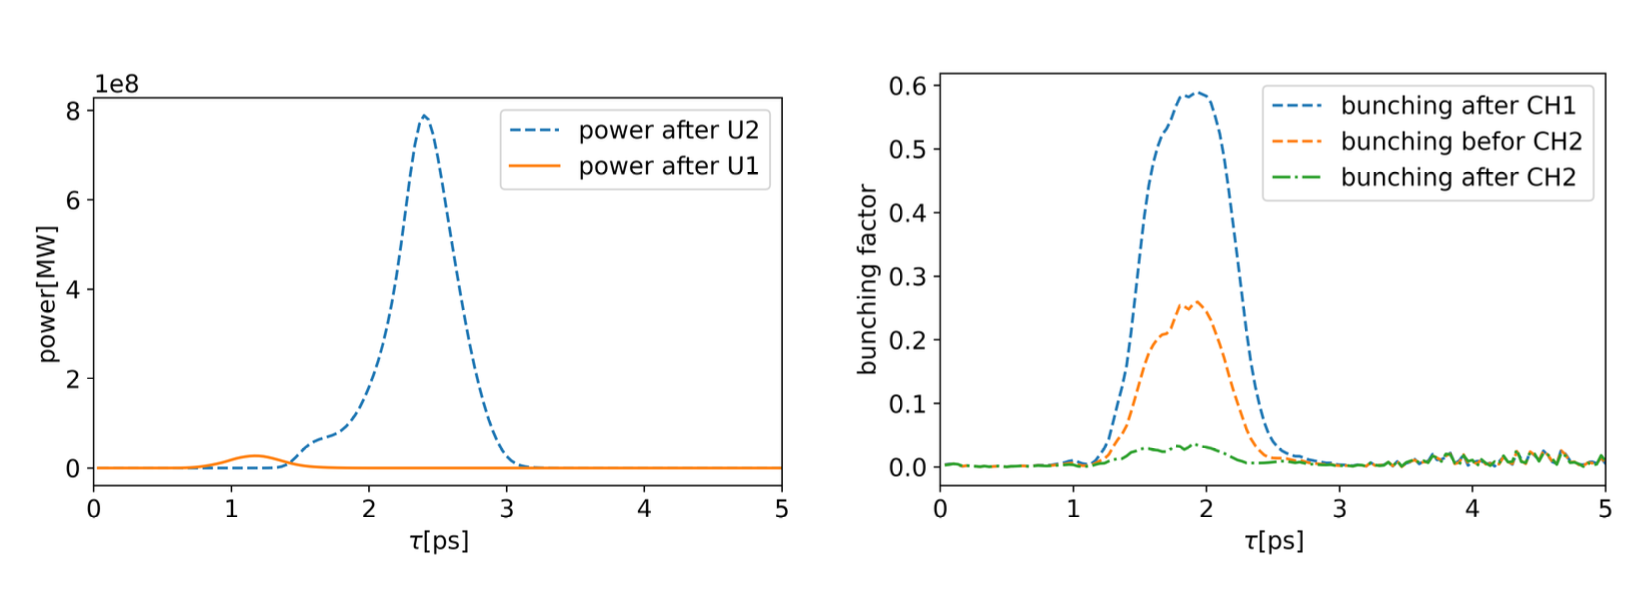 1e8
8
6
4
2
0
power[MW]
power after U2
power after U1
0 1 2 3 4 5
τ[ps]
0.6
0.5
0.4
0.3
0.2
0.1
0.0
bunching factor
bunching after CH1
bunching befor CH2
bunching after CH2
0 1 2 3 4 5
τ[ps]